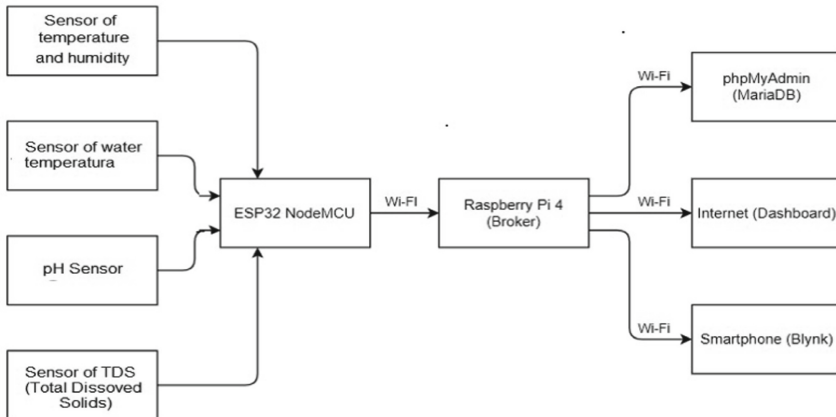 Sensor of
temperature
and humidity
Sensor of water
temperatura
pH Sensor
Sensor of TDS
(Total Dissoved
Solids)
ESP32 NodeMCU
Wi-FI
Raspberry Pi 4
(Broker)
Wi-Fi
phpMyAdmin
(MariaDB)
Wi-Fi
Internet (Dashboard)
Wi-Fi
Smartphone (Blynk)